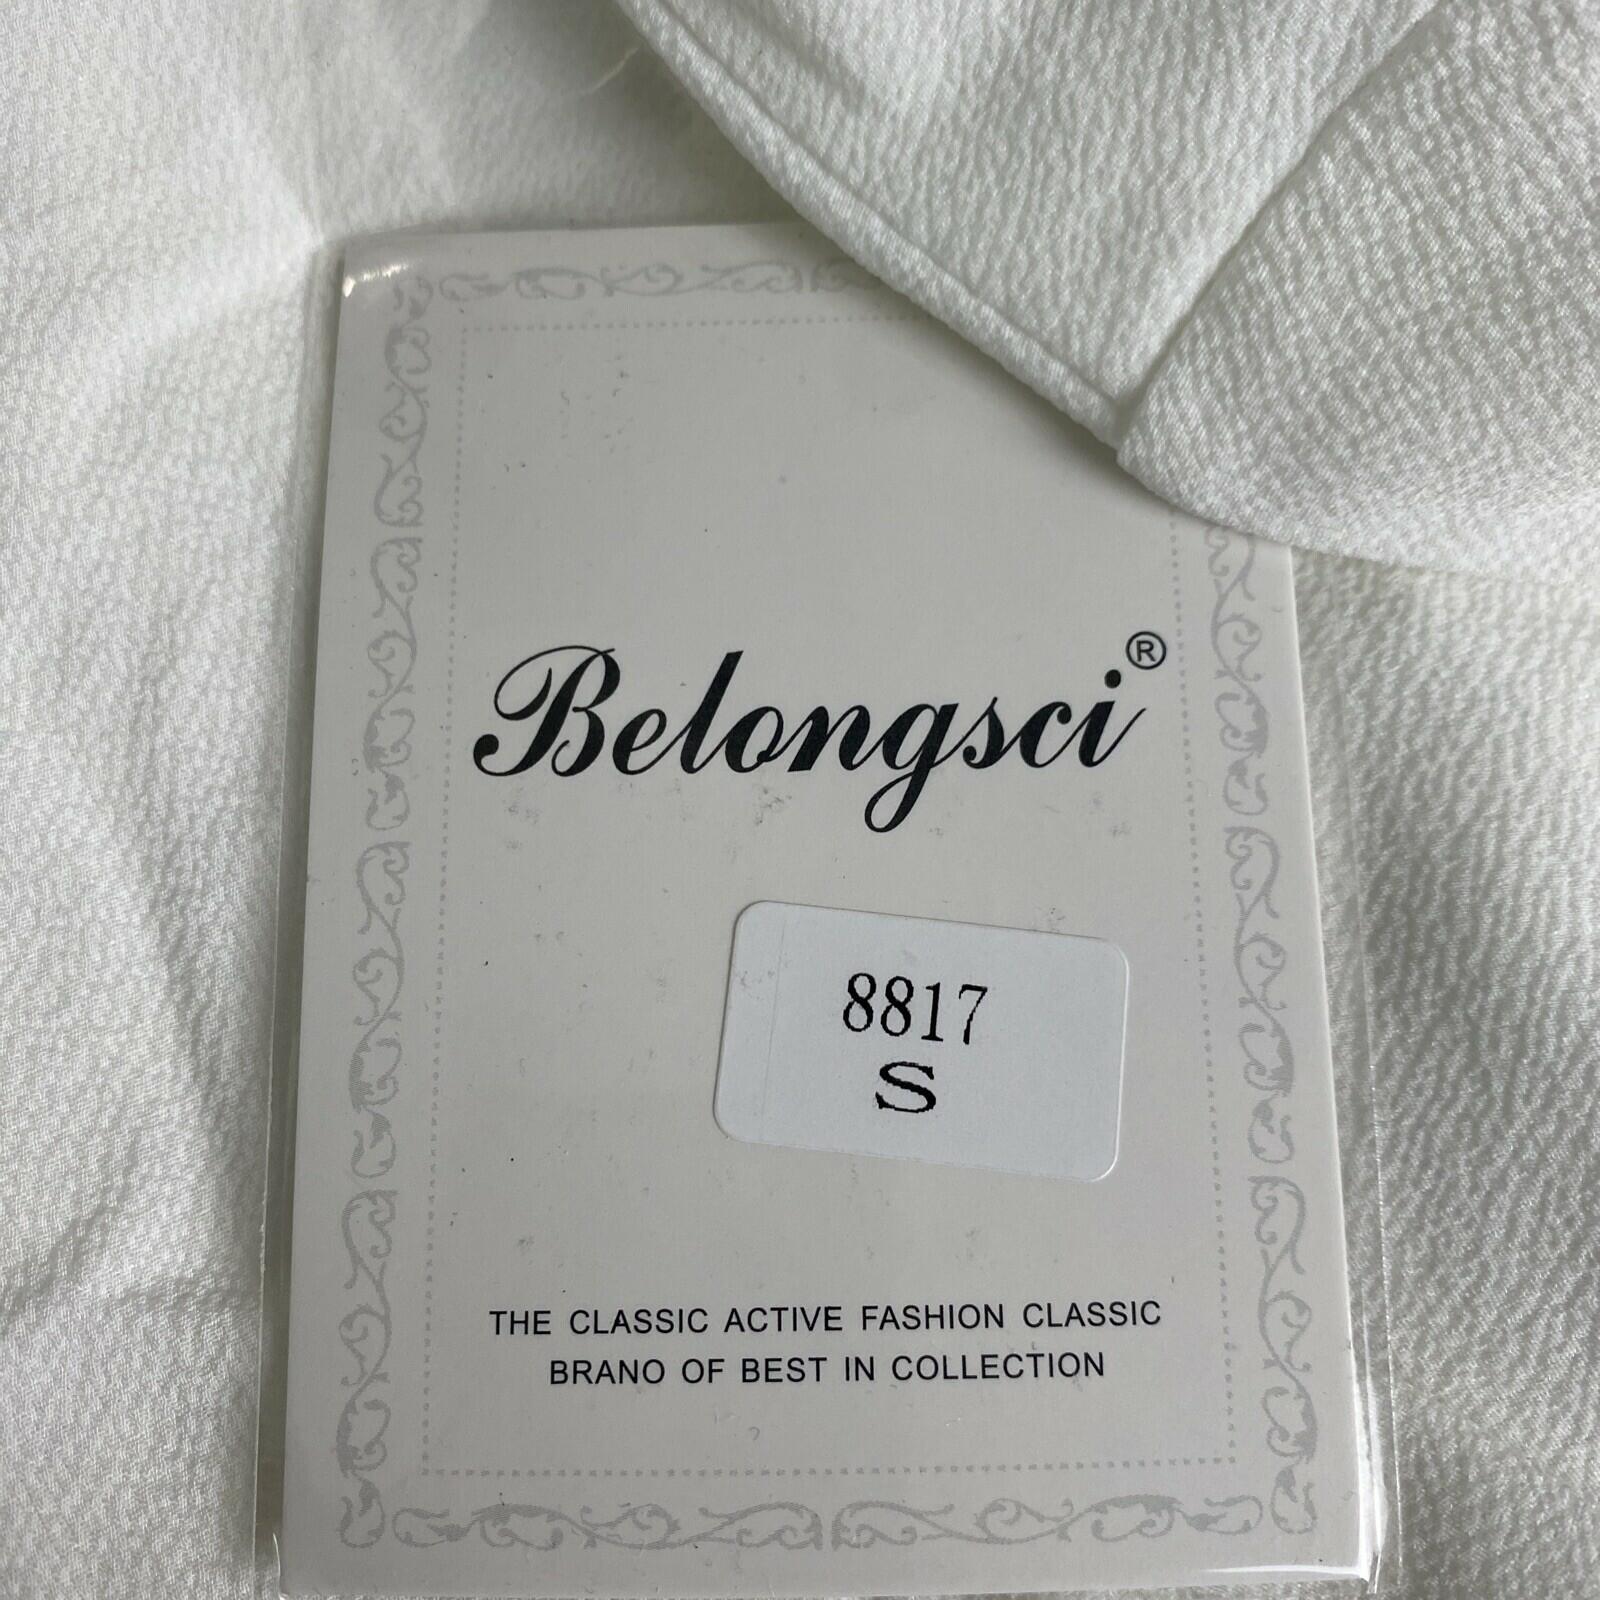 Belongsci®
8817
S
THE CLASSIC ACTIVE FASHION CLASSIC
BRANO OF BEST IN COLLECTION